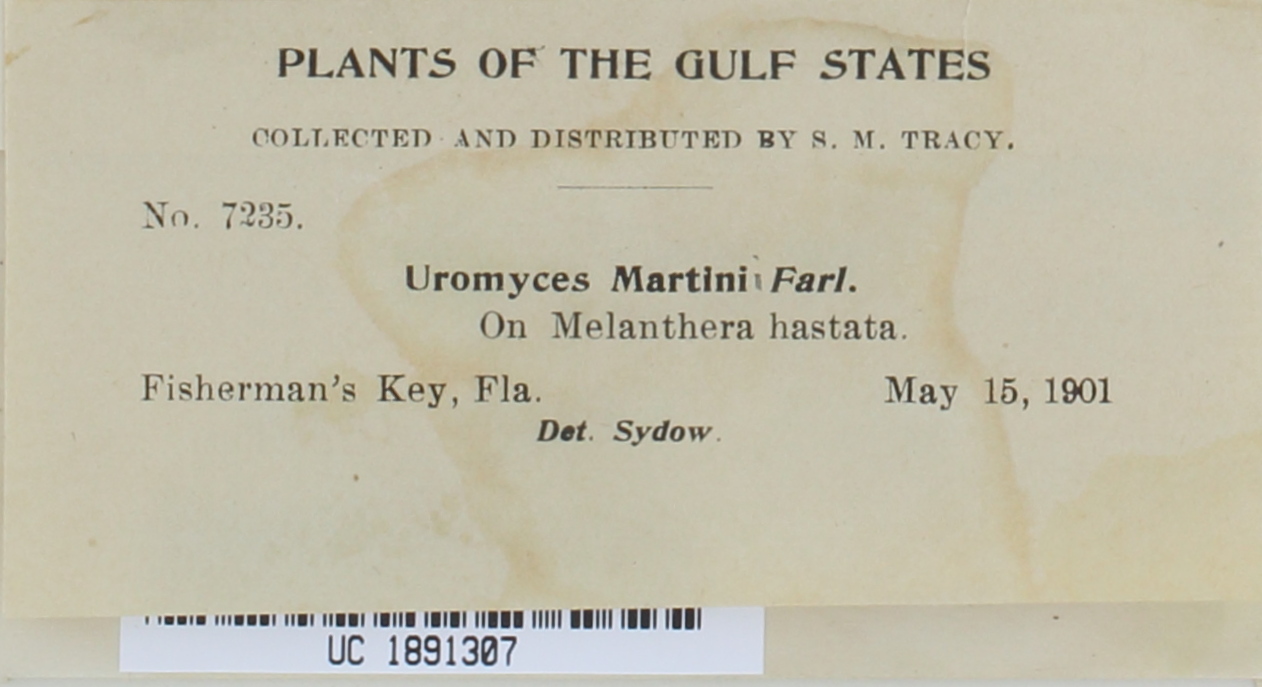 PLANTS OF THE GULF STATES
COLLECTED AND DISTRIBUTED BY S. M. TRACY.
No. 7235.
Uromyces Martinii Farl.
On Melanthera hastata.
Fisherman's Key, Fla. May 15, 1901
Det. Sydow.
UC 1891307